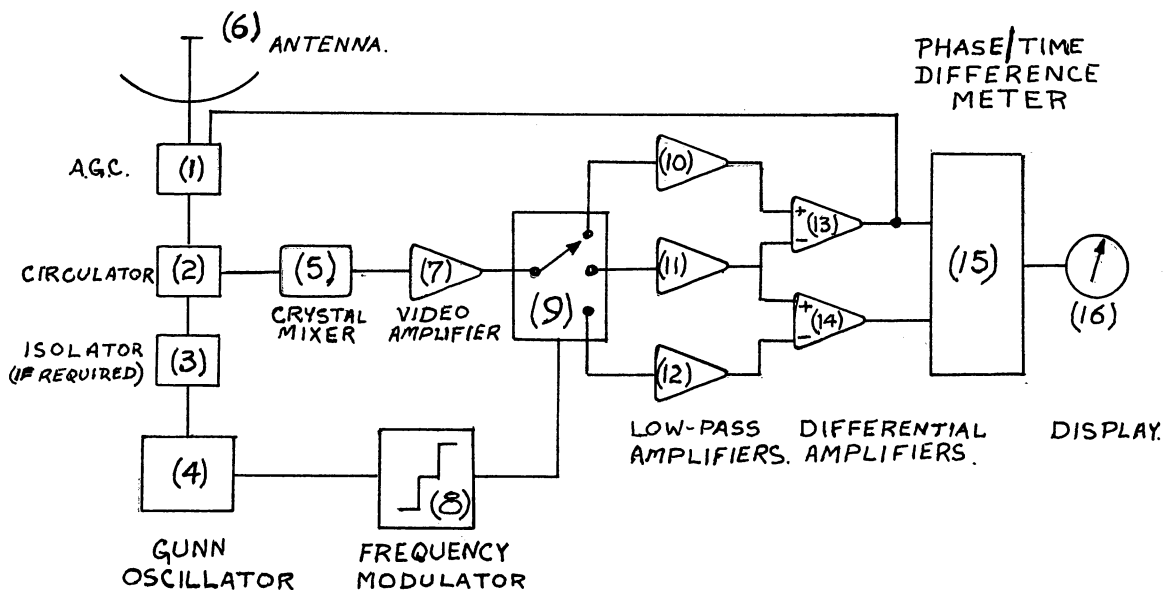 (6) ANTENNA.
PHASE/TIME
DIFFERENCE
METER
A.G.C.
(1)
(10)
+
(13)
-
CIRCULATOR
(2)
(5)
(7)
(9)
(11)
(15)
(16)
CRYSTAL
MIXER
VIDEO
AMPLIFIER
+
(14)
-
ISOLATOR
(IF REQUIRED)
(3)
(12)
LOW-PASS
AMPLIFIERS.
DIFFERENTIAL
AMPLIFIERS.
DISPLAY.
(4)
(8)
GUNN
OSCILLATOR
FREQUENCY
MODULATOR